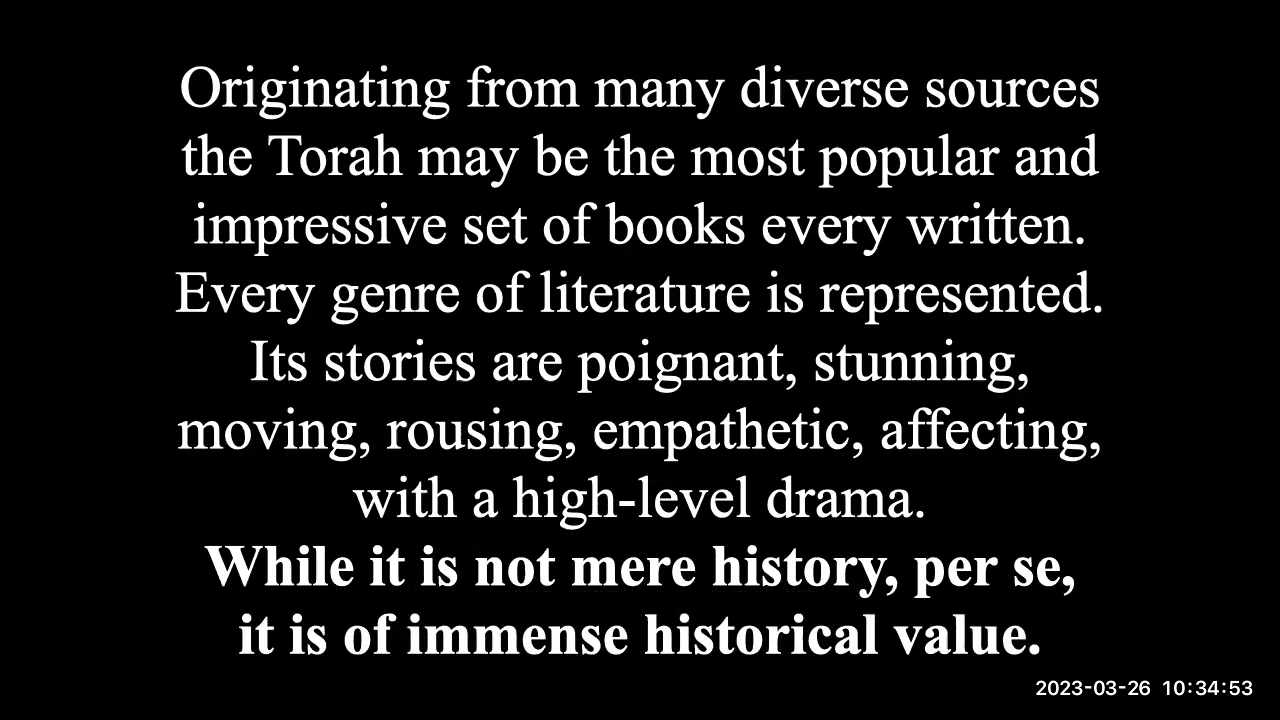 Originating from many diverse sources
the Torah may be the most popular and
impressive set of books every written.
Every genre of literature is represented.
Its stories are poignant, stunning,
moving, rousing, empathetic, affecting,
with a high-level drama.
While it is not mere history, per se,
it is of immense historical value.
2023-03-26 10:34:53